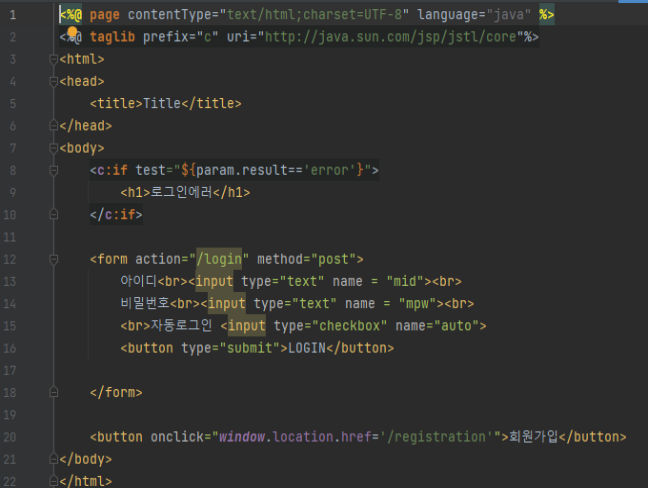 1 <%@ page contentType="text/html;charset=UTF-8" language="java" %>
2 <%@ taglib prefix="c" uri="http://java.sun.com/jsp/jstl/core"%>
3 <html>
4 <head>
5     <title>Title</title>
6 </head>
7 <body>
8     <c:if test="${param.result=='error'}">
9         <h1>로그인에러</h1>
10     </c:if>
11
12     <form action="/login" method="post">
13         아이디<br><input type="text" name = "mid"><br>
14         비밀번호<br><input type="text" name = "mpw"><br>
15         <br>자동로그인 <input type="checkbox" name="auto">
16         <button type="submit">LOGIN</button>
17
18     </form>
19
20     <button onclick="window.location.href='/registration'">회원가입</button>
21 </body>
22 </html>